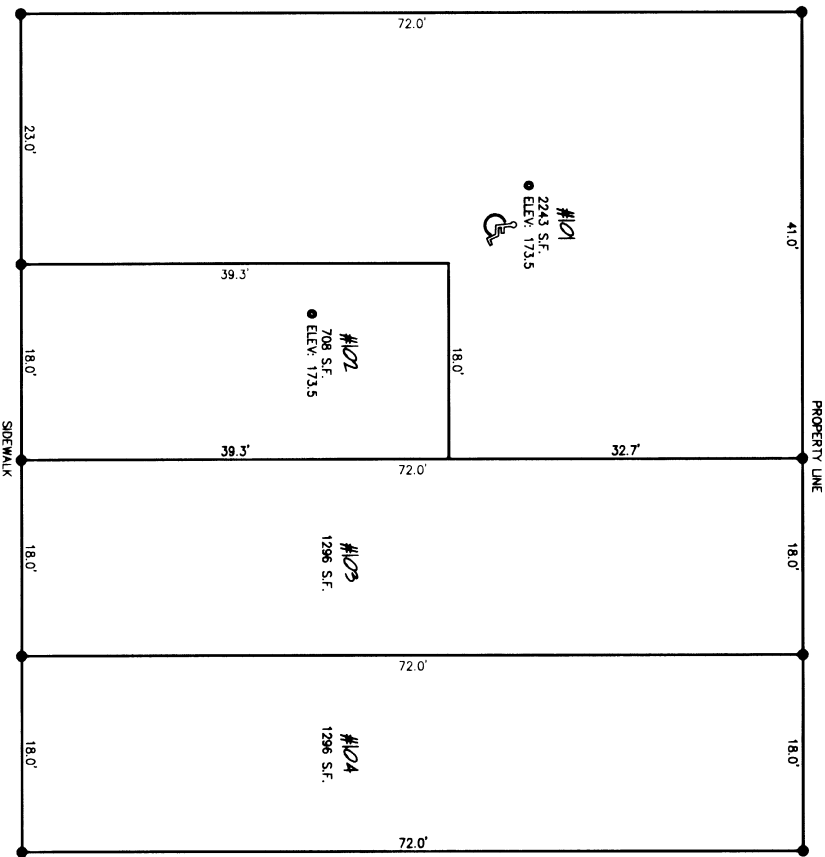 72.0'
23.0'
41.0'
#101
2243 S.F.
ELEV: 173.5
39.3'
18.0'
#102
708 S.F.
ELEV: 173.5
18.0'
39.3'
72.0'
32.7'
SIDEWALK
PROPERTY LINE
18.0'
#103
1296 S.F.
18.0'
72.0'
18.0'
#104
1296 S.F.
18.0'
72.0'